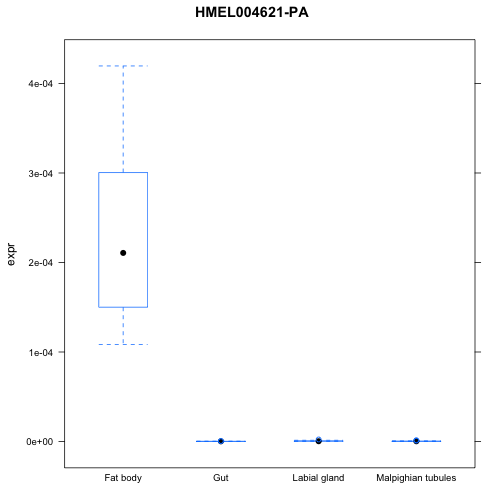 HMEL004621-PA
4e-04
3e-04
expr
2e-04
1e-04
0e+00
Fat body Gut Labial gland Malpighian tubules